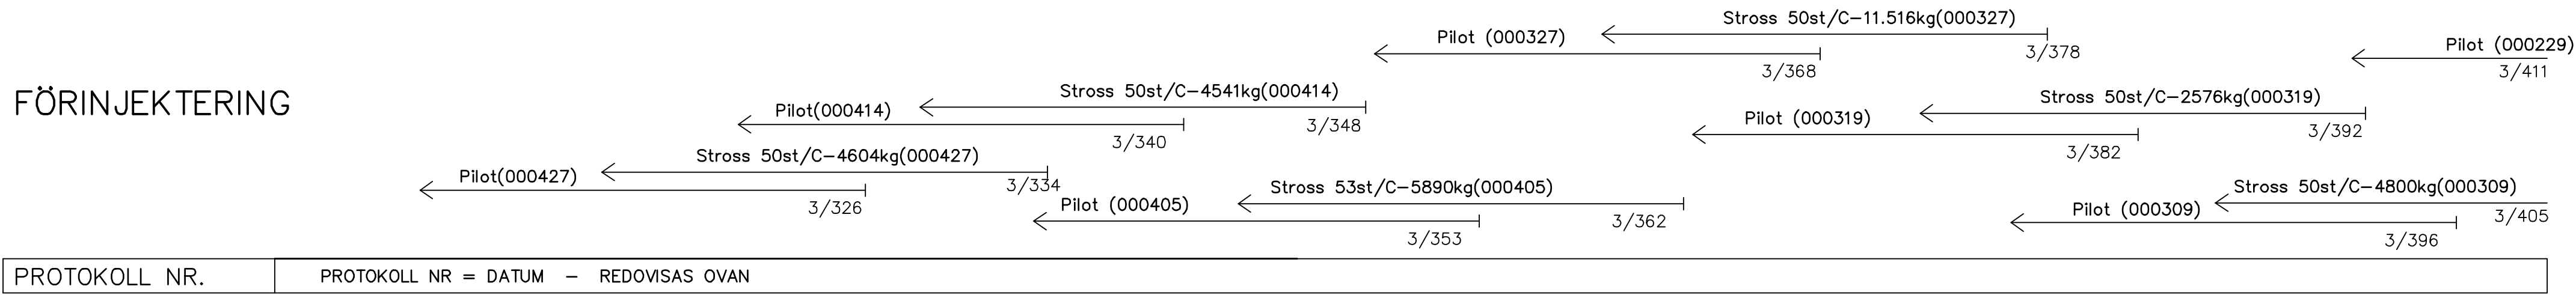 Stross 50st/C-11.516kg(000327)
Pilot (000327)
Pilot (000229)
3/378
3/368
3/411
FÖRINJEKTERING
Stross 50st/C-4541kg(000414)
Stross 50st/C-2576kg(000319)
Pilot(000414)
Pilot (000319)
3/348
3/392
3/340
3/382
Stross 50st/C-4604kg(000427)
Pilot(000427)
3/334
Stross 53st/C-5890kg(000405)
Stross 50st/C-4800kg(000309)
3/326
Pilot (000405)
Pilot (000309)
3/362
3/405
3/353
3/396
PROTOKOLL NR.
PROTOKOLL NR = DATUM - REDOVISAS OVAN